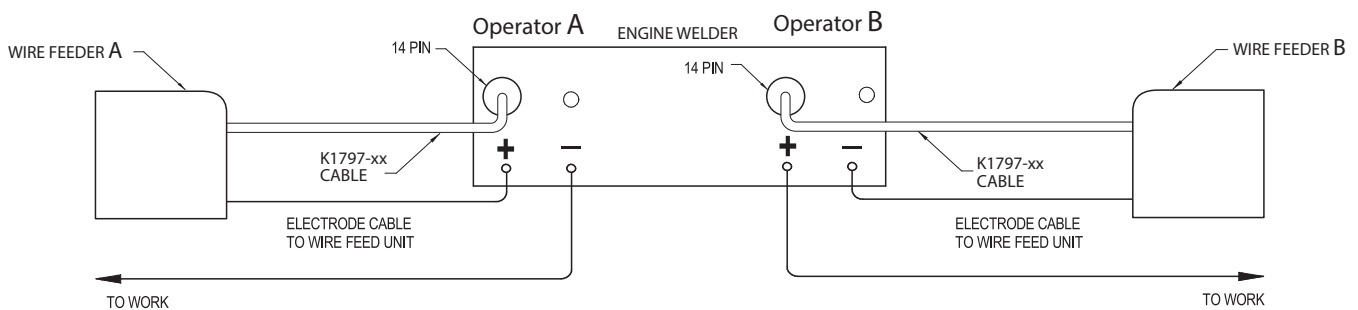 Operator A
ENGINE WELDER
Operator B
WIRE FEEDER A
14 PIN
14 PIN
WIRE FEEDER B
K1797-xx
CABLE
+
−
+
−
K1797-xx
CABLE
ELECTRODE CABLE
TO WIRE FEED UNIT
ELECTRODE CABLE
TO WIRE FEED UNIT
TO WORK
TO WORK